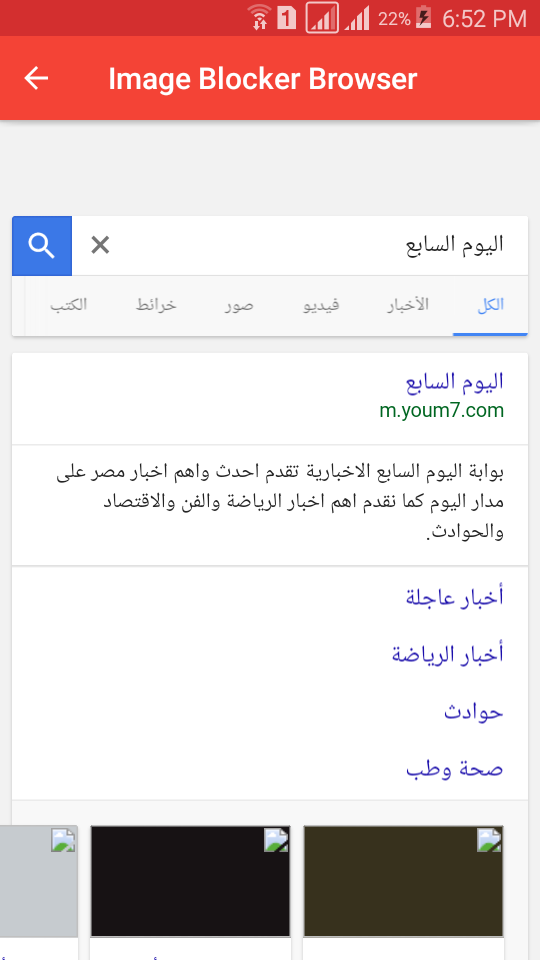 1
22%
6:52 PM
Image Blocker Browser
اليوم السابع
الكل
الأخبار
فيديو
صور
خرائط
الكتب
اليوم السابع
m.youm7.com
بوابة اليوم السابع الاخبارية تقدم احدث واهم اخبار مصر على
مدار اليوم كما نقدم اهم اخبار الرياضة والفن والاقتصاد
والحوادث.
أخبار عاجلة
أخبار الرياضة
حوادث
صحة وطب